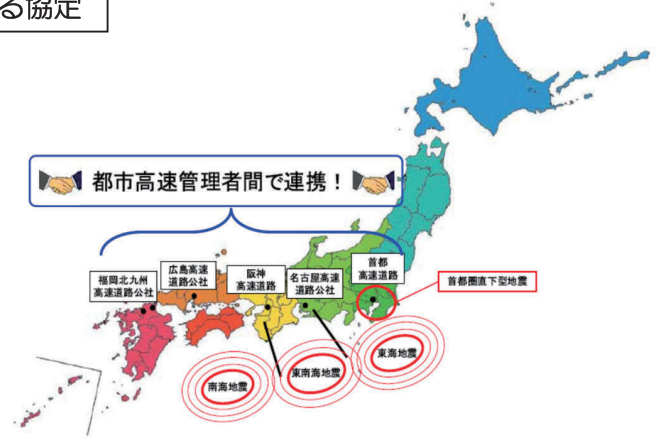 る協定
都市高速管理者間で連携！
福岡北九州
高速道路公社
広島高速
道路公社
阪神
高速道路
名古屋高速
道路公社
首都
高速道路
首都圏直下型地震
南海地震
東南海地震
東海地震